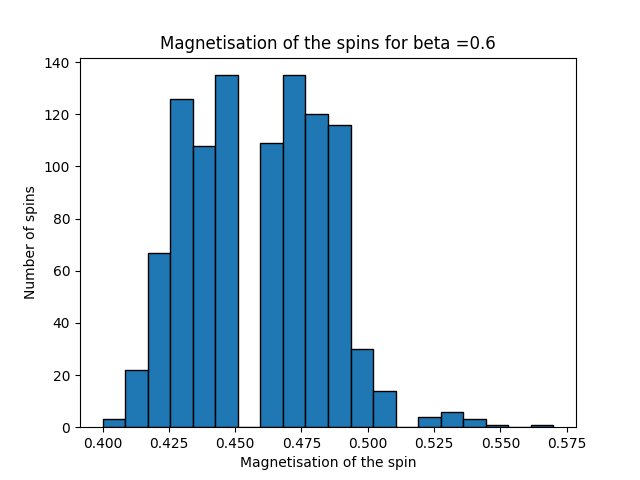 Magnetisation of the spins for beta =0.6
140
120
100
80
60
40
20
0
Number of spins
0.400 0.425 0.450 0.475 0.500 0.525 0.550 0.575
Magnetisation of the spin